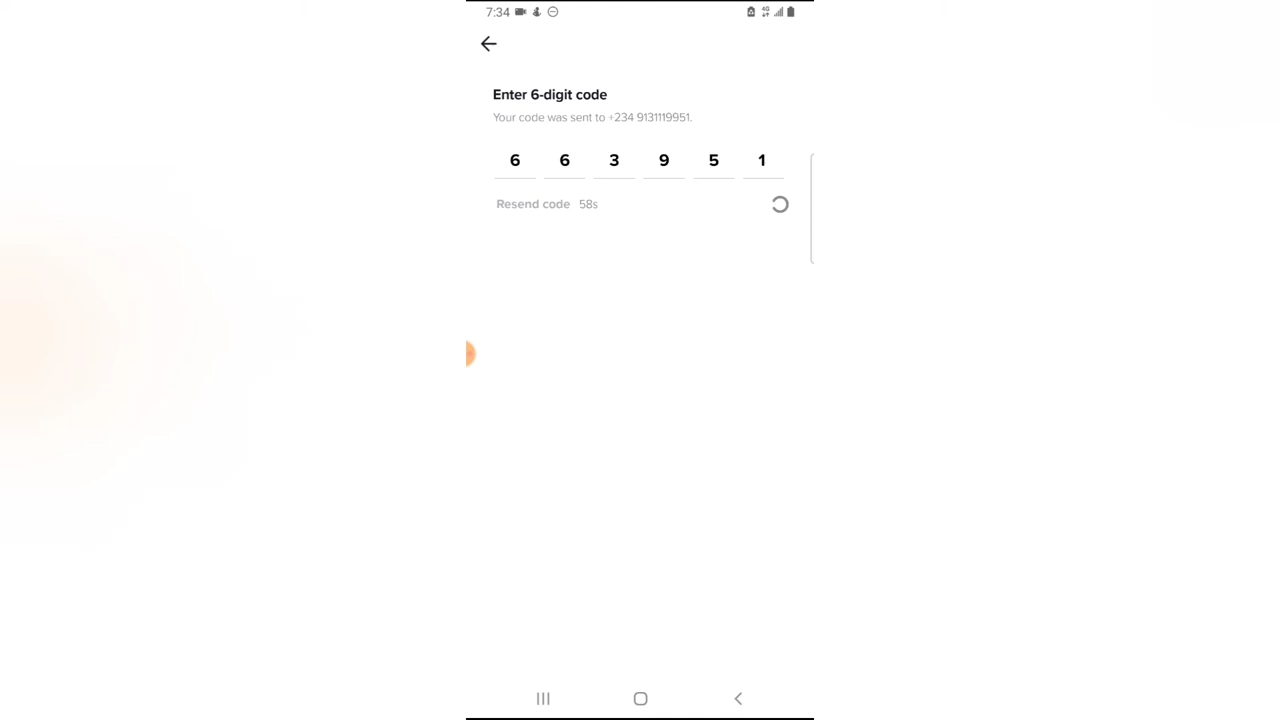 7:34
Enter 6-digit code
Your code was sent to +234 9131119951.
6 6 3 9 5 1
Resend code 58s